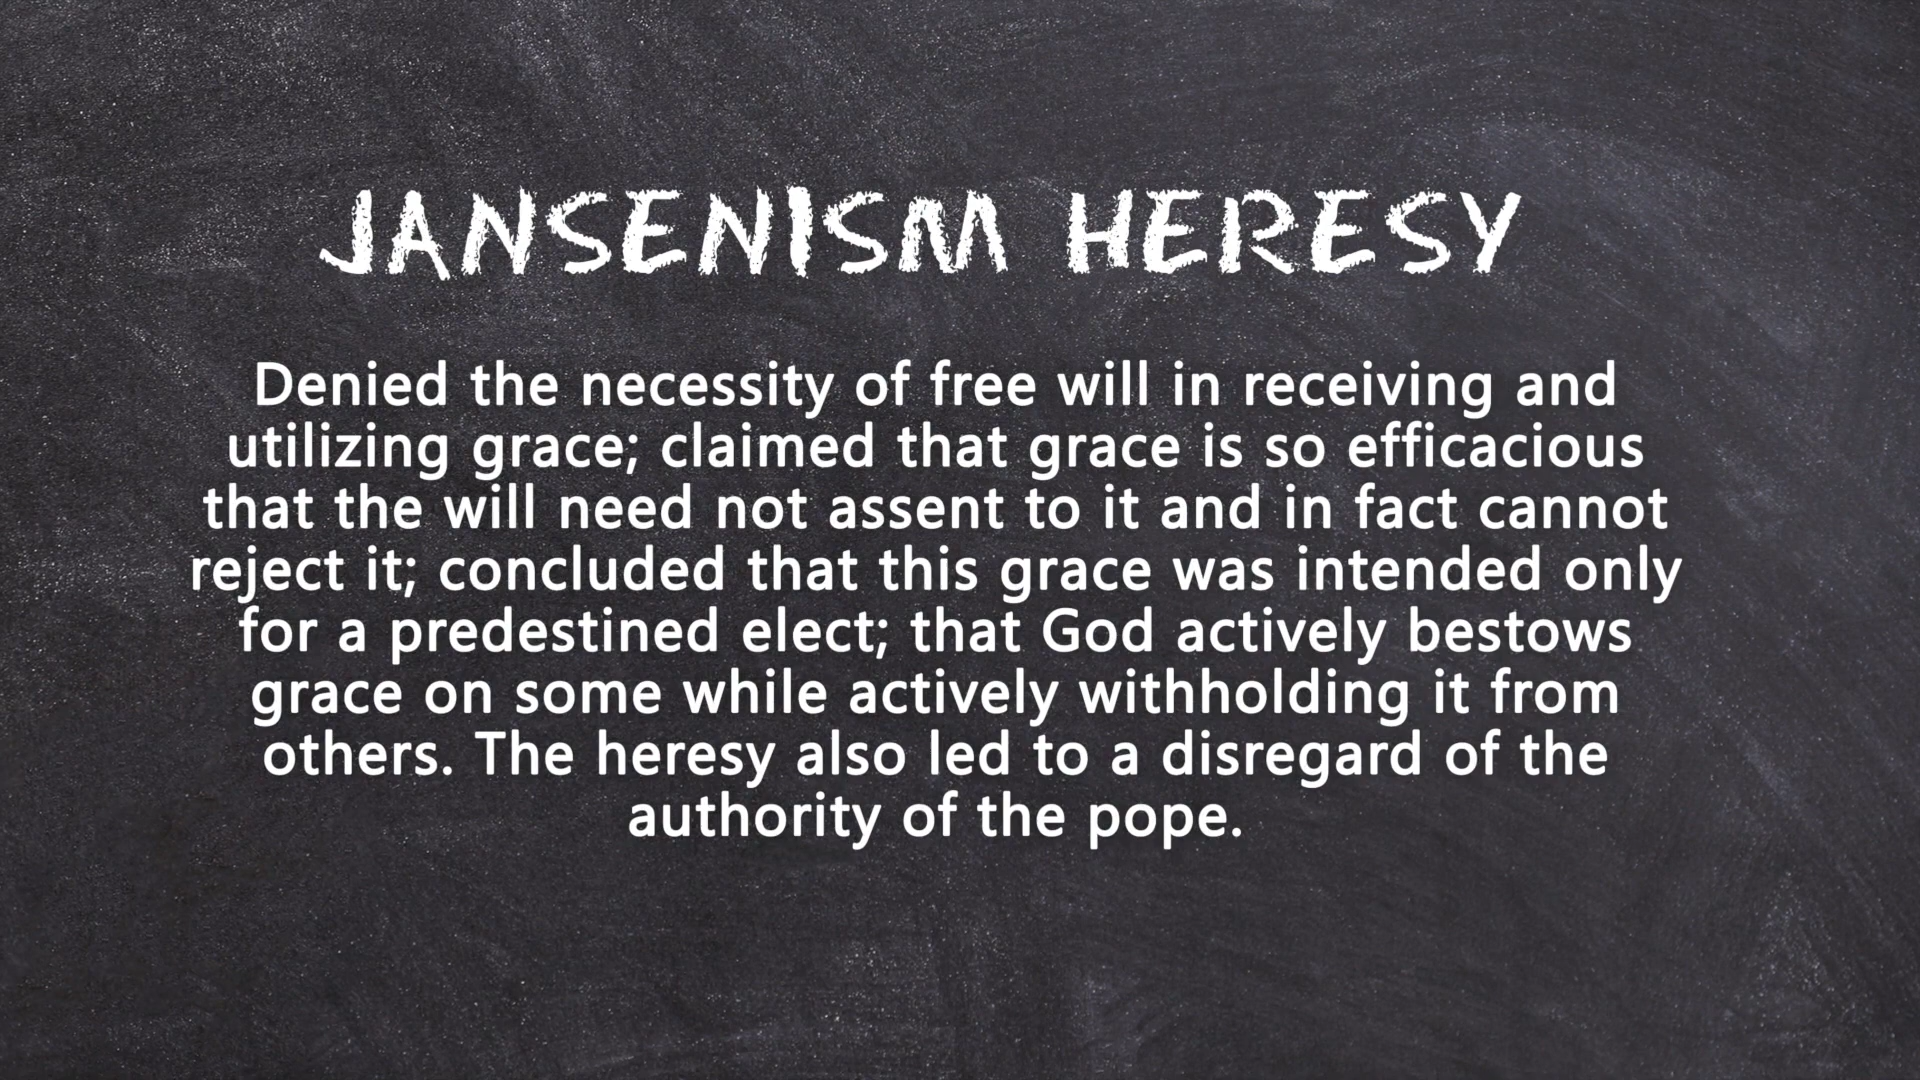 JANSENISM HERESY
Denied the necessity of free will in receiving and
utilizing grace; claimed that grace is so efficacious
that the will need not assent to it and in fact cannot
reject it; concluded that this grace was intended only
for a predestined elect; that God actively bestows
grace on some while actively withholding it from
others. The heresy also led to a disregard of the
authority of the pope.